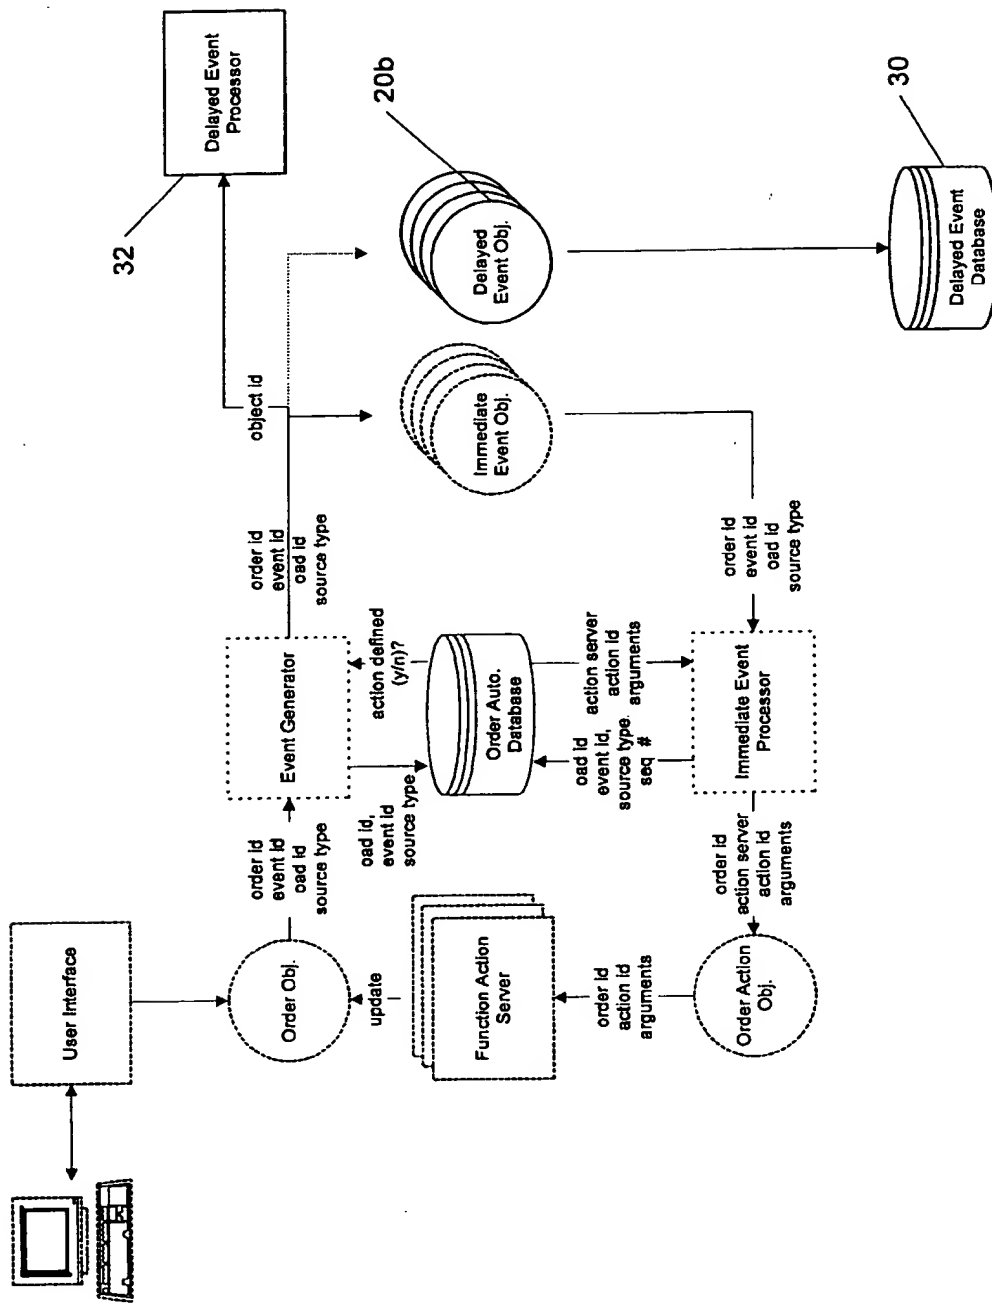 User Interface
Order Obj.
order id
event id
oad id
source type
Event Generator
order id
event id
oad id
source type
object id
32
Delayed Event
Processor
update
oad id,
event id
source type
action defined
(y/n)?
Function Action
Server
Order Auto.
Database
Immediate
Event Obj.
Delayed
Event Obj.
20b
order id
action id
arguments
oad id
event id,
source type.
seq #
action server
action id
arguments
order id
event id
oad id
source type
Order Action
Obj.
order id
action server
action id
arguments
Immediate Event
Processor
Delayed Event
Database
30